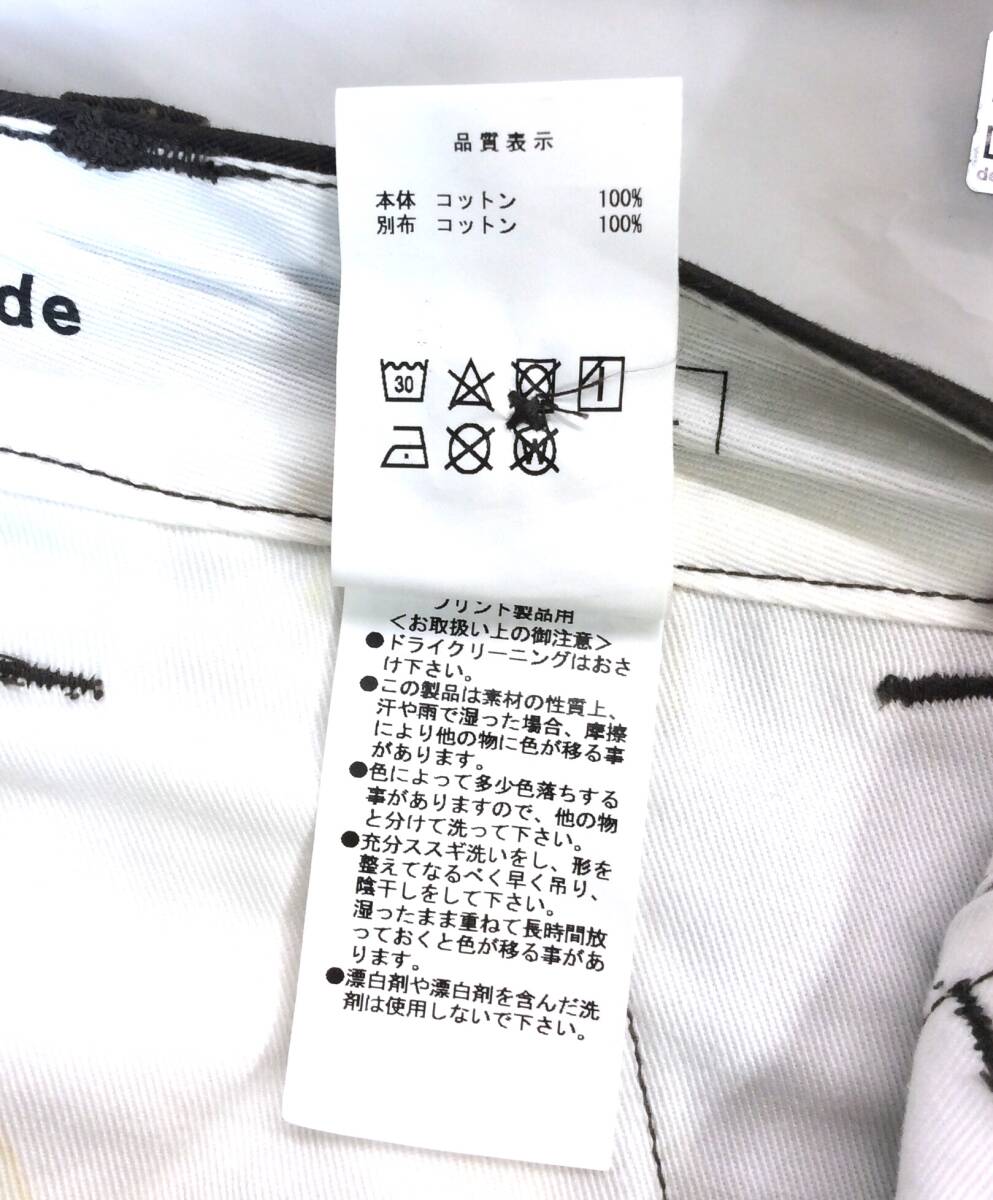 品質表示
本体 コットン 100%
別布 コットン 100%
de
30
W
プリント製品用
<お取扱い上の御注意>
●ドライクリーニングはおさ
け下さい。
●この製品は素材の性質上、
汗や雨で湿った場合、摩擦
により他の物に色が移る事
があります。
●色によって多少色落ちする
事がありますので、他の物
と分けて洗って下さい。
●充分ススギ洗いをし、形を
整えてなるべく早く吊り、
陰干しをして下さい。
湿ったまま重ねて長時間放
っておくと色が移る事があ
ります。
●漂白剤や漂白剤を含んだ洗
剤は使用しないで下さい。